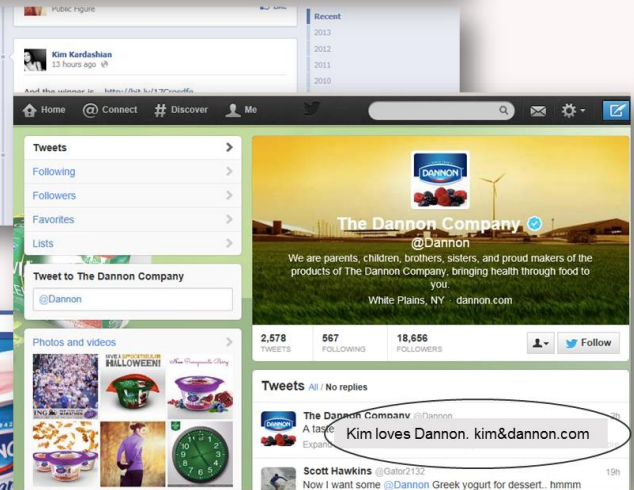 Public Figure
Recent
2013
2012
2011
2010
Kim Kardashian
13 hours ago
And the winner is
Home @ Connect # Discover Me
Tweets
Following
Followers
Favorites
Lists
Tweet to The Dannon Company
@Dannon
Photos and videos
HALLOWEEN!
DANNON
The Dannon Company
@Dannon
We are parents, children, brothers, sisters, and proud makers of the
products of The Dannon Company, bringing health through food to
you.
White Plains, NY · dannon.com
2,578 567 18,656
TWEETS FOLLOWING FOLLOWERS
Follow
Tweets All / No replies
The Dannon Company @Dannon 2h
A taste
Expand
Kim loves Dannon. kim&dannon.com
Scott Hawkins @Gator2132 19h
Now I want some @Dannon Greek yogurt for dessert.. hmmm